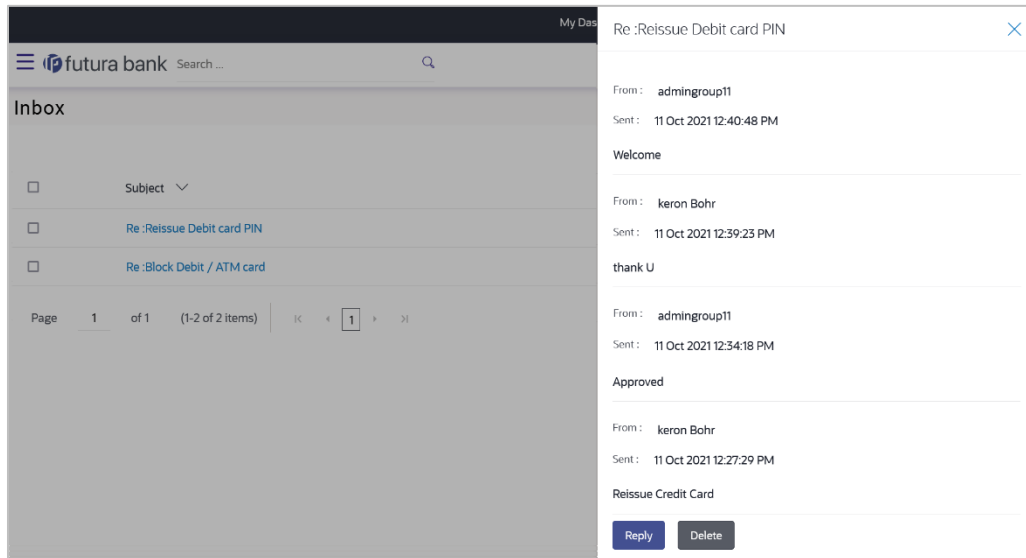 My Das
futura bank Search ...
Inbox
Subject
Re :Reissue Debit card PIN
Re :Block Debit / ATM card
Page 1 of 1 (1-2 of 2 items) 1
Re :Reissue Debit card PIN
From : admingroup11
Sent : 11 Oct 2021 12:40:48 PM
Welcome
From : keron Bohr
Sent : 11 Oct 2021 12:39:23 PM
thank U
From : admingroup11
Sent : 11 Oct 2021 12:34:18 PM
Approved
From : keron Bohr
Sent : 11 Oct 2021 12:27:29 PM
Reissue Credit Card
Reply Delete